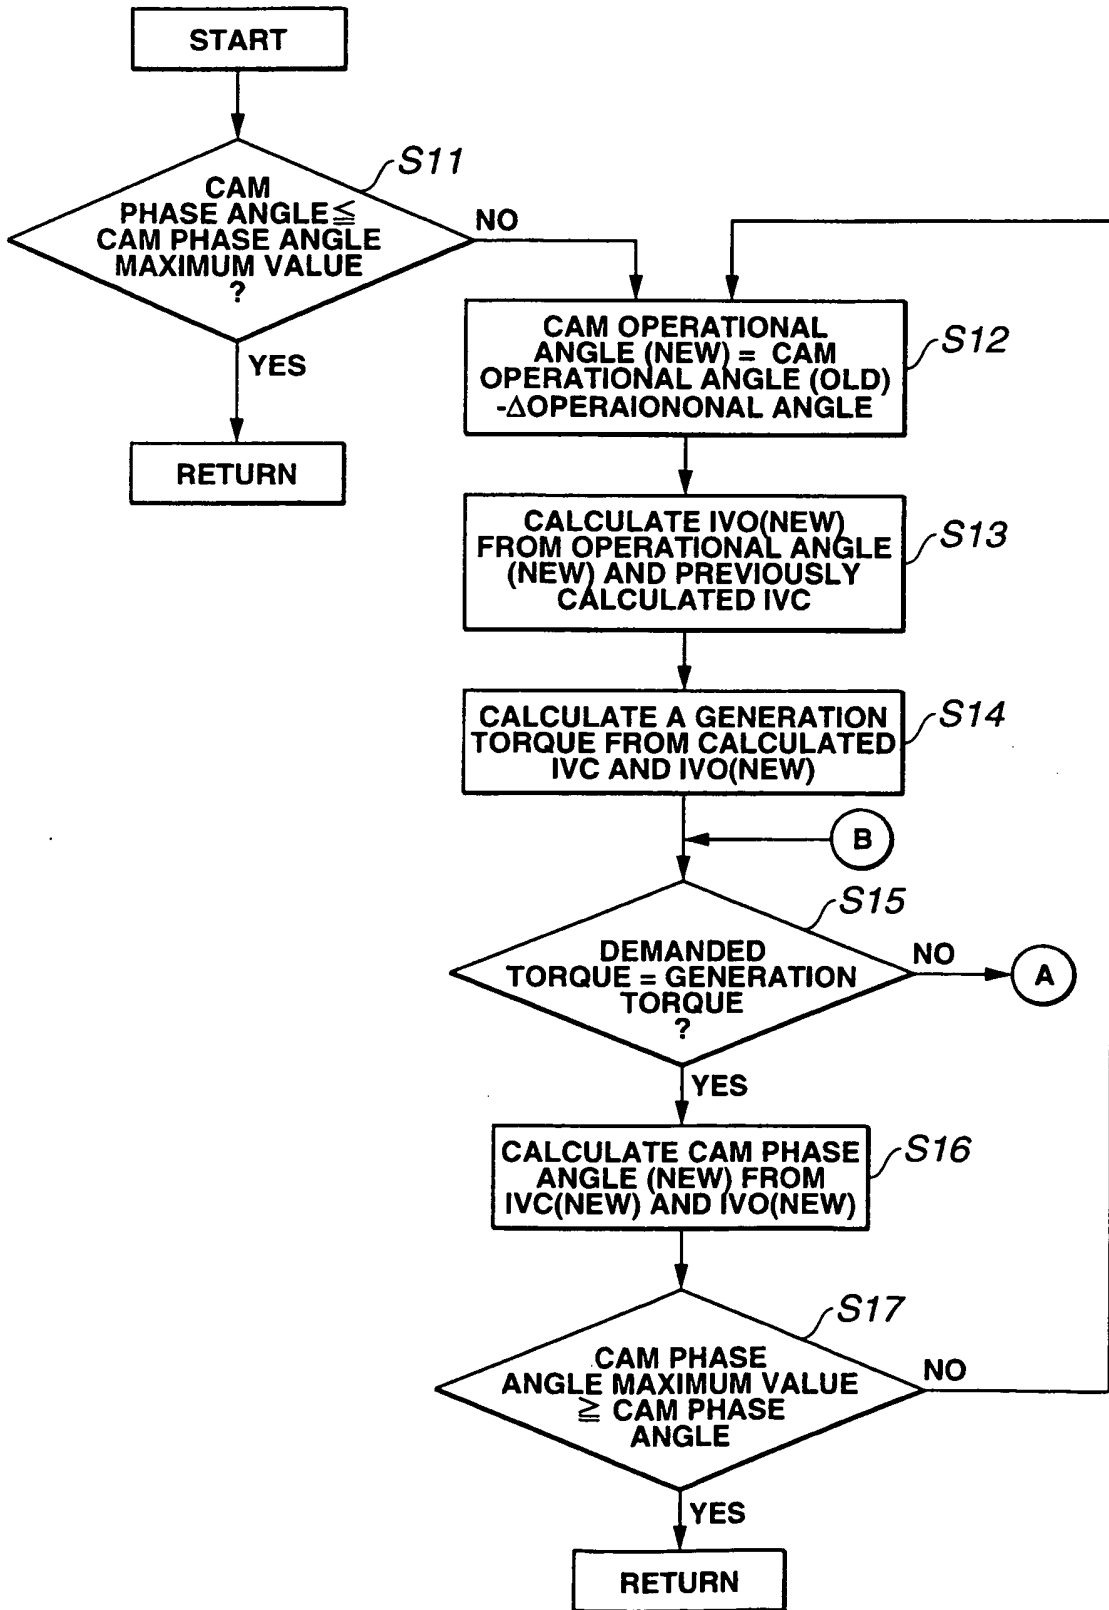 START
S11
CAM
PHASE ANGLE≦
CAM PHASE ANGLE
MAXIMUM VALUE
?
NO
YES
RETURN
CAM OPERATIONAL
ANGLE (NEW) = CAM
OPERATIONAL ANGLE (OLD)
-ΔOPERAIONONAL ANGLE
S12
CALCULATE IVO(NEW)
FROM OPERATIONAL ANGLE
(NEW) AND PREVIOUSLY
CALCULATED IVC
S13
CALCULATE A GENERATION
TORQUE FROM CALCULATED
IVC AND IVO(NEW)
S14
B
S15
DEMANDED
TORQUE = GENERATION
TORQUE
?
NO
A
YES
CALCULATE CAM PHASE
ANGLE (NEW) FROM
IVC(NEW) AND IVO(NEW)
S16
S17
CAM PHASE
ANGLE MAXIMUM VALUE
≧ CAM PHASE
ANGLE
NO
YES
RETURN